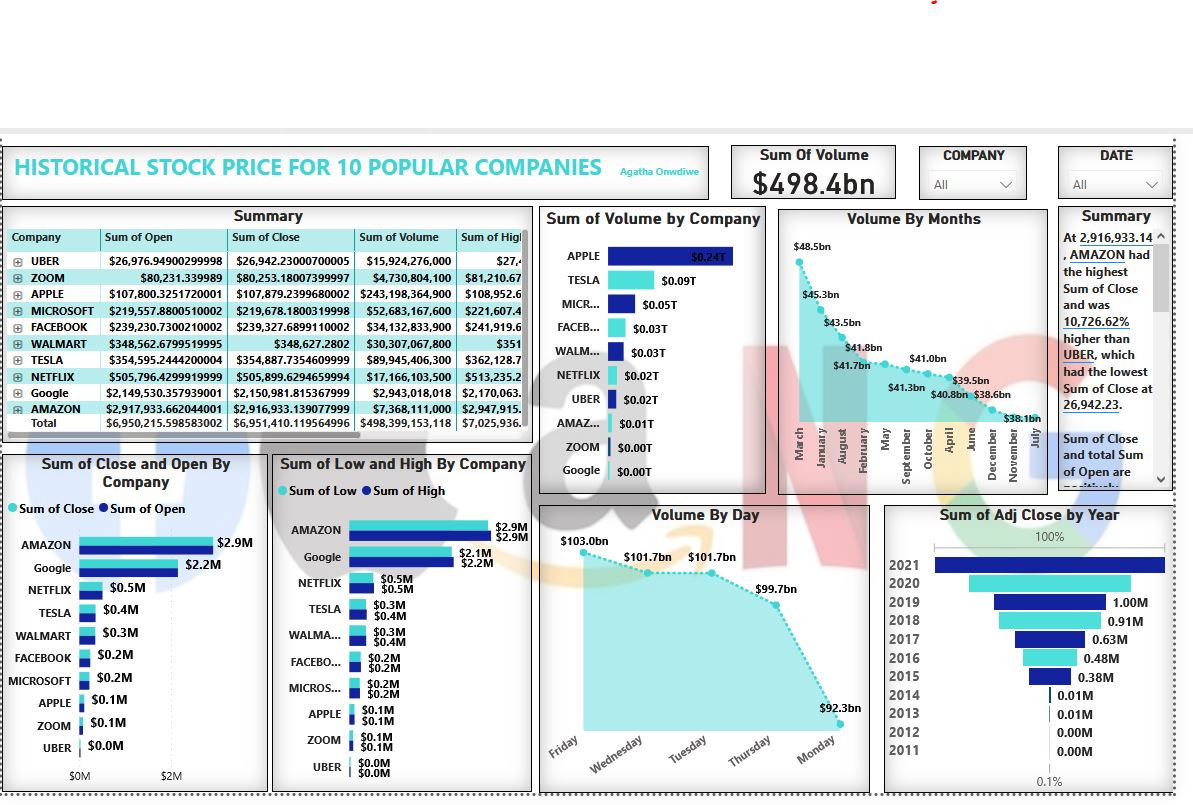 HISTORICAL STOCK PRICE FOR 10 POPULAR COMPANIES Agatha Onwdiwe
Sum Of Volume
$498.4bn
COMPANY
All
DATE
All
Summary
Company Sum of Open Sum of Close Sum of Volume Sum of High
UBER $26,976.94900299998 $26,942.23000700005 $15,924,276,000 $27,4
ZOOM $80,231.339989 $80,253.18007399997 $4,730,804,100 $81,210.67
APPLE $107,800.3251720001 $107,879.2399680002 $243,198,364,900 $108,952.6
MICROSOFT $219,557.8800510002 $219,678.1800319998 $52,683,167,600 $221,607.4
FACEBOOK $239,230.7300210002 $239,327.6899110002 $34,132,833,900 $241,919.6
WALMART $348,562.6799519995 $348,627.2802 $30,307,067,800 $351
TESLA $354,595.2444200004 $354,887.7354609999 $89,945,406,300 $362,128.7
NETFLIX $505,796.4299919999 $505,899.6294659994 $17,166,103,500 $513,235.2
Google $2,149,530.357939001 $2,150,981.815367999 $2,943,018,018 $2,170,063.
AMAZON $2,917,933.662044001 $2,916,933.139077999 $7,368,111,000 $2,947,915.
Total $6,950,215.598583002 $6,951,410.119564996 $498,399,153,118 $7,025,936.
Sum of Volume by Company
APPLE $0.24T
TESLA $0.09T
MICR... $0.05T
FACEB... $0.03T
WALM... $0.03T
NETFLIX $0.02T
UBER $0.02T
AMAZ... $0.01T
ZOOM $0.00T
Google $0.00T
Volume By Months
$48.5bn
$45.3bn
$43.5bn
$41.8bn
$41.7bn
$41.0bn
$41.3bn
$39.5bn
$40.8bn
$38.6bn
$38.1bn
March
January
August
February
May
September
October
April
June
December
November
July
Summary
At 2,916,933.14
, AMAZON had
the highest
Sum of Close
and was
10,726.62%
higher than
UBER, which
had the lowest
Sum of Close at
26,942.23.
Sum of Close
and total Sum
of Open are
Sum of Close and Open By
Company
Sum of Close Sum of Open
AMAZON $2.9M
Google $2.2M
NETFLIX $0.5M
TESLA $0.4M
WALMART $0.3M
FACEBOOK $0.2M
MICROSOFT $0.2M
APPLE $0.1M
ZOOM $0.1M
UBER $0.0M
$0M $2M
Sum of Low and High By Company
Sum of Low Sum of High
AMAZON $2.9M
$2.9M
Google $2.1M
$2.2M
NETFLIX $0.5M
$0.5M
TESLA $0.3M
$0.4M
WALMA... $0.3M
$0.4M
FACEBO... $0.2M
$0.2M
MICROS... $0.2M
$0.2M
APPLE $0.1M
$0.1M
ZOOM $0.1M
$0.1M
UBER $0.0M
$0.0M
Volume By Day
$103.0bn
$101.7bn
$101.7bn
$99.7bn
$92.3bn
Friday
Wednesday
Tuesday
Thursday
Monday
Sum of Adj Close by Year
100%
2021
2020
2019 1.00M
2018 0.91M
2017 0.63M
2016 0.48M
2015 0.38M
2014 0.01M
2013 0.01M
2012 0.00M
2011 0.00M
0.1%